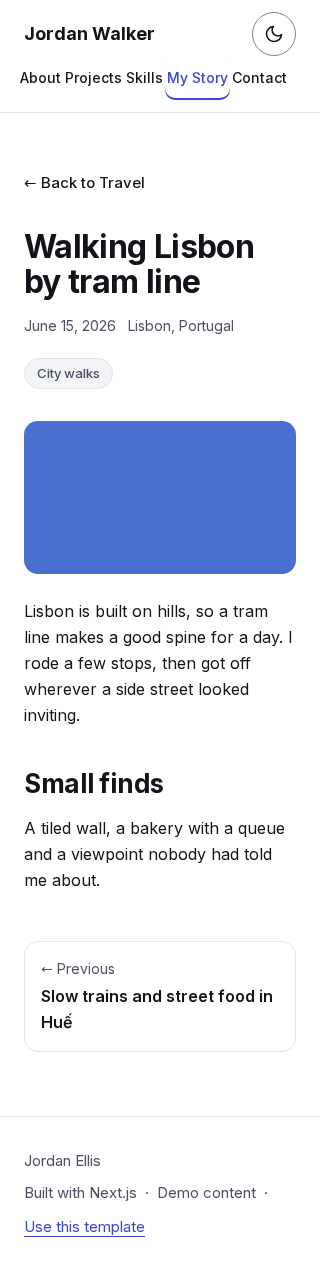 Jordan Walker
About Projects Skills My Story Contact
← Back to Travel
Walking Lisbon
by tram line
June 15, 2026 Lisbon, Portugal
City walks
Lisbon is built on hills, so a tram
line makes a good spine for a day. I
rode a few stops, then got off
wherever a side street looked
inviting.
Small finds
A tiled wall, a bakery with a queue
and a viewpoint nobody had told
me about.
← Previous
Slow trains and street food in
Huế
Jordan Ellis
Built with Next.js · Demo content ·
Use this template